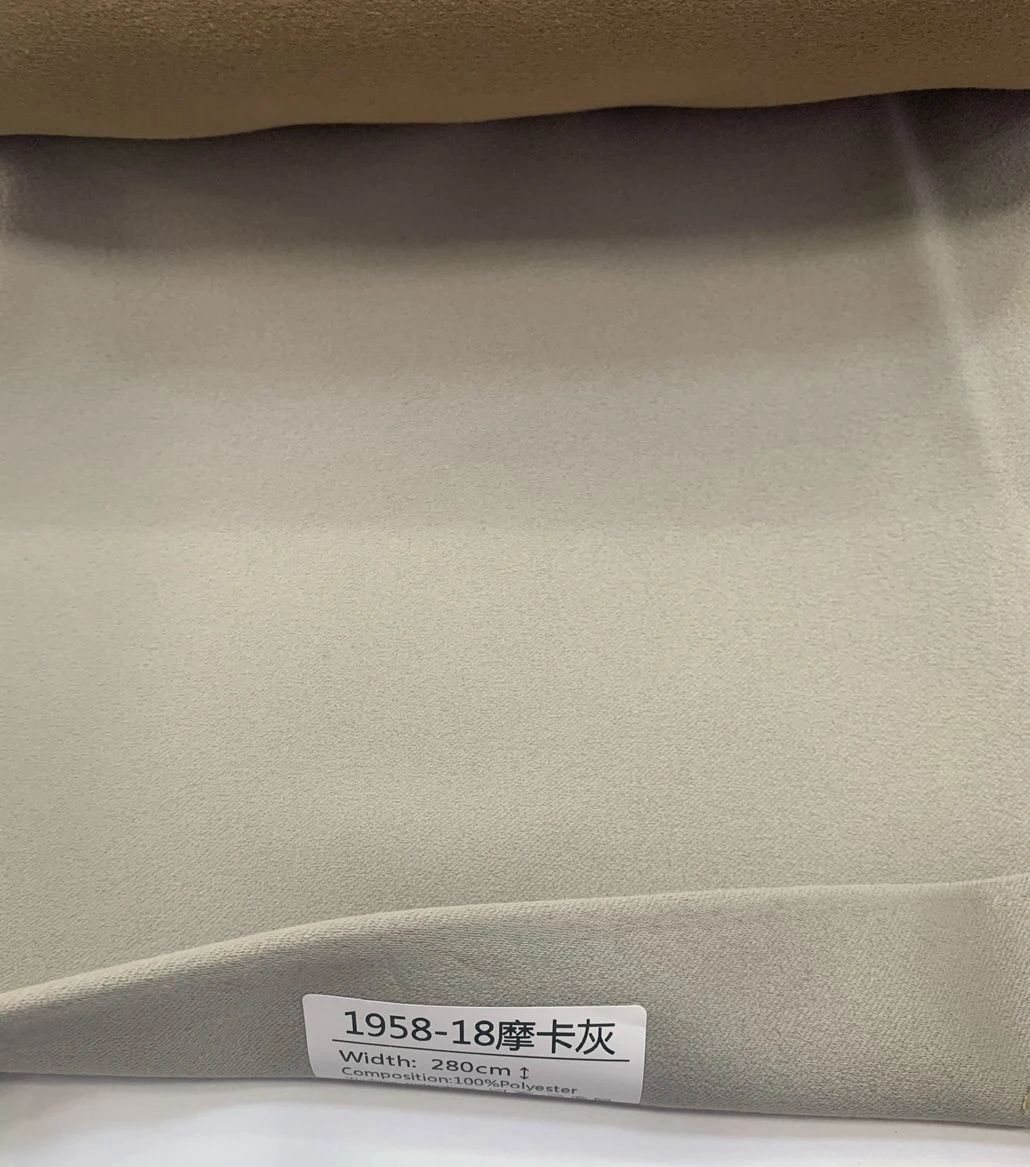 1958-18摩卡灰
Width: 280cm ↕
Composition:100%Polyester